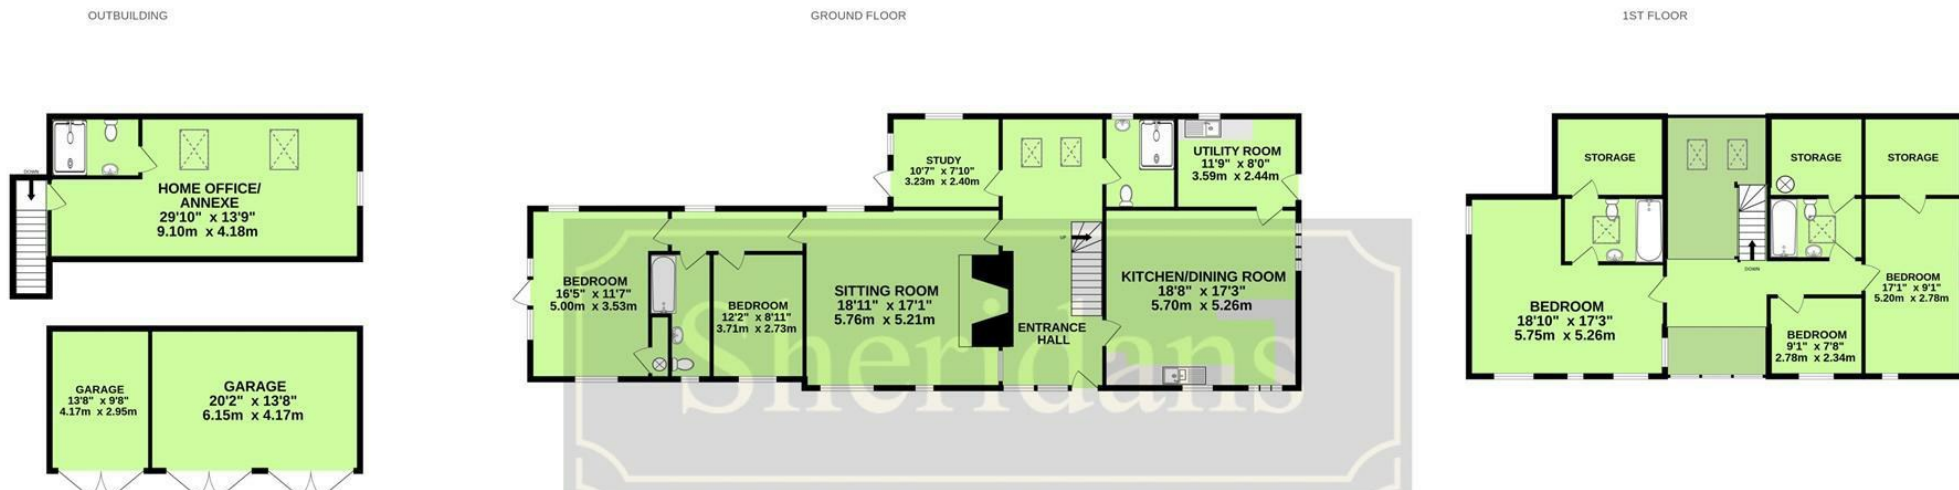 OUTBUILDING
GROUND FLOOR
1ST FLOOR
DOWN
HOME OFFICE/
ANNEXE
29'10" x 13'9"
9.10m x 4.18m
GARAGE
13'8" x 9'8"
4.17m x 2.95m
GARAGE
20'2" x 13'8"
6.15m x 4.17m
STUDY
10'7" x 7'10"
3.23m x 2.40m
UTILITY ROOM
11'9" x 8'0"
3.59m x 2.44m
BEDROOM
16'5" x 11'7"
5.00m x 3.53m
BEDROOM
12'2" x 8'11"
3.71m x 2.73m
SITTING ROOM
18'11" x 17'1"
5.76m x 5.21m
UP
ENTRANCE
HALL
KITCHEN/DINING ROOM
18'8" x 17'3"
5.70m x 5.26m
Sheridans
STORAGE
STORAGE
STORAGE
DOWN
BEDROOM
18'10" x 17'3"
5.75m x 5.26m
BEDROOM
9'1" x 7'8"
2.78m x 2.34m
BEDROOM
17'1" x 9'1"
5.20m x 2.78m